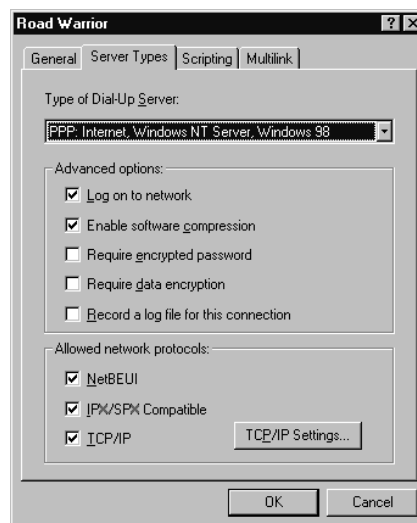 Road Warrior
General Server Types Scripting Multilink
Type of Dial-Up Server:
PPP: Internet, Windows NT Server, Windows 98
Advanced options:
Log on to network
Enable software compression
Require encrypted password
Require data encryption
Record a log file for this connection
Allowed network protocols:
NetBEUI
IPX/SPX Compatible
TCP/IP TCP/IP Settings...
OK Cancel